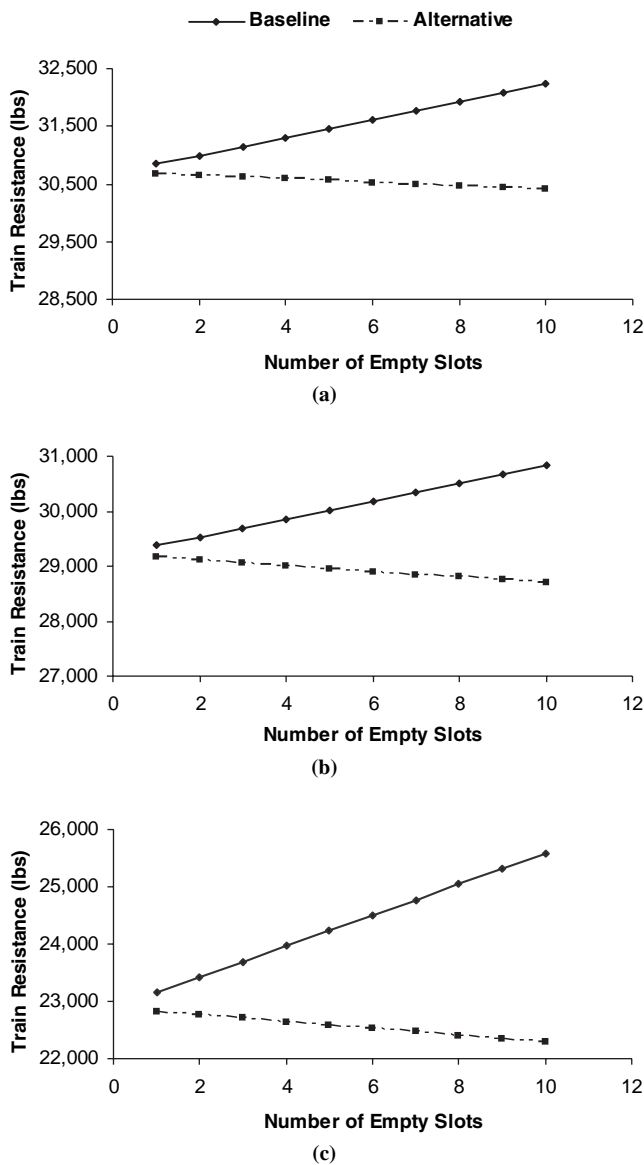 Baseline Alternative
Train Resistance (lbs)
32,500
31,500
30,500
29,500
28,500
0 2 4 6 8 10 12
Number of Empty Slots
(a)
Train Resistance (lbs)
31,000
30,000
29,000
28,000
27,000
0 2 4 6 8 10 12
Number of Empty Slots
(b)
Train Resistance (lbs)
26,000
25,000
24,000
23,000
22,000
0 2 4 6 8 10 12
Number of Empty Slots
(c)